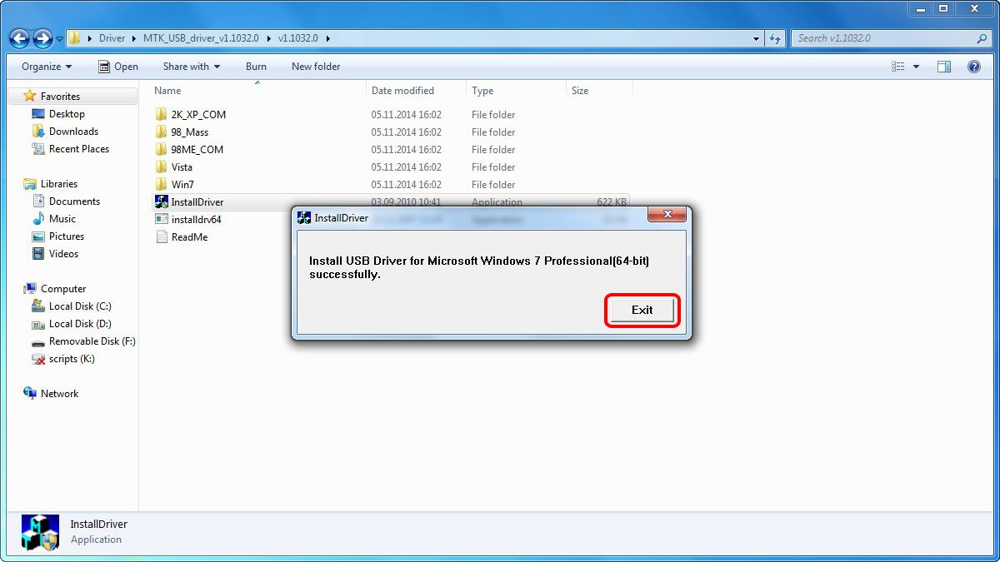 Driver MTK_USB_driver_v1.1032.0 v1.1032.0
Search v1.1032.0
Organize Open Share with Burn New folder
Name Date modified Type Size
Favorites
Desktop
Downloads
Recent Places
Libraries
Documents
Music
Pictures
Videos
Computer
Local Disk (C:)
Local Disk (D:)
Removable Disk (F:)
scripts (K:)
Network
2K_XP_COM 05.11.2014 16:02 File folder
98_Mass 05.11.2014 16:02 File folder
98ME_COM 05.11.2014 16:02 File folder
Vista 05.11.2014 16:02 File folder
Win7 05.11.2014 16:02 File folder
InstallDriver 03.09.2010 10:41 Application 622 KB
installdrv64
ReadMe
InstallDriver
Install USB Driver for Microsoft Windows 7 Professional(64-bit)
successfully.
Exit
InstallDriver
Application